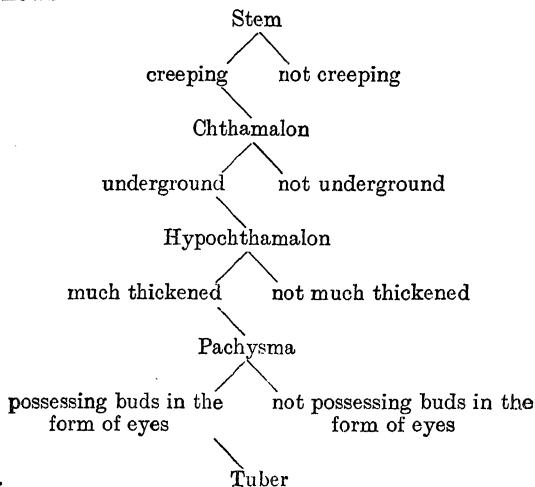 Stem
creeping not creeping
Chthamalon
underground not underground
Hypochthamalon
much thickened not much thickened
Pachysma
possessing buds in the not possessing buds in the
form of eyes form of eyes
Tuber